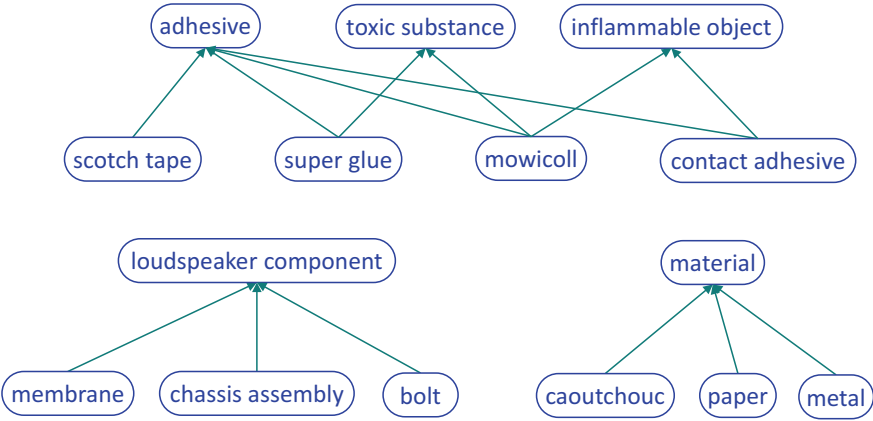 adhesive
toxic substance
inflammable object
scotch tape
super glue
mowicoll
contact adhesive
loudspeaker component
material
membrane
chassis assembly
bolt
caoutchouc
paper
metal